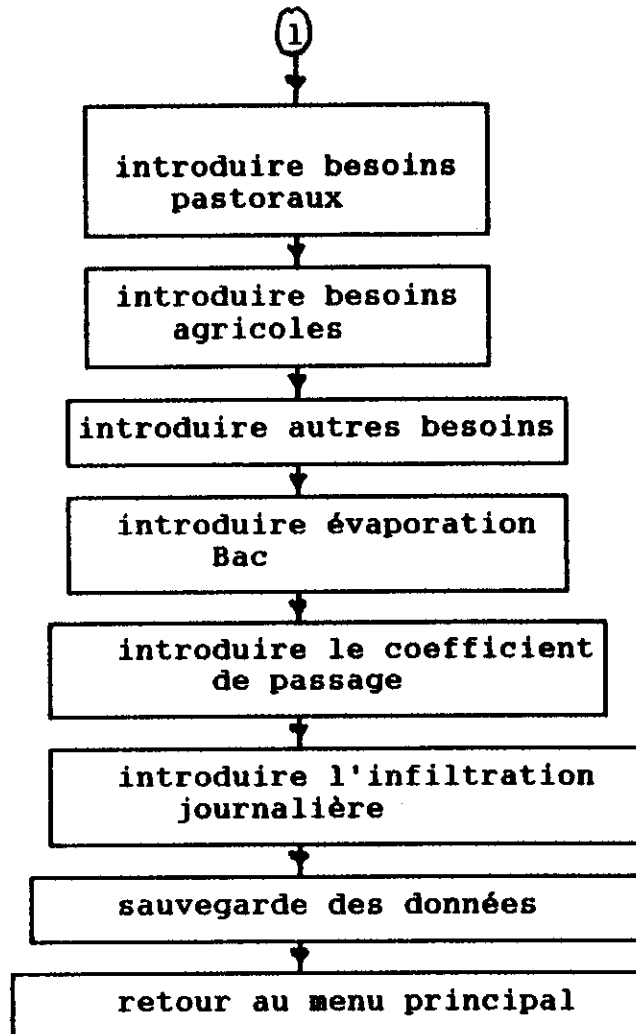 1
introduire besoins
pastoraux
introduire besoins
agricoles
introduire autres besoins
introduire évaporation
Bac
introduire le coefficient
de passage
introduire l'infiltration
journalière
sauvegarde des données
retour au menu principal